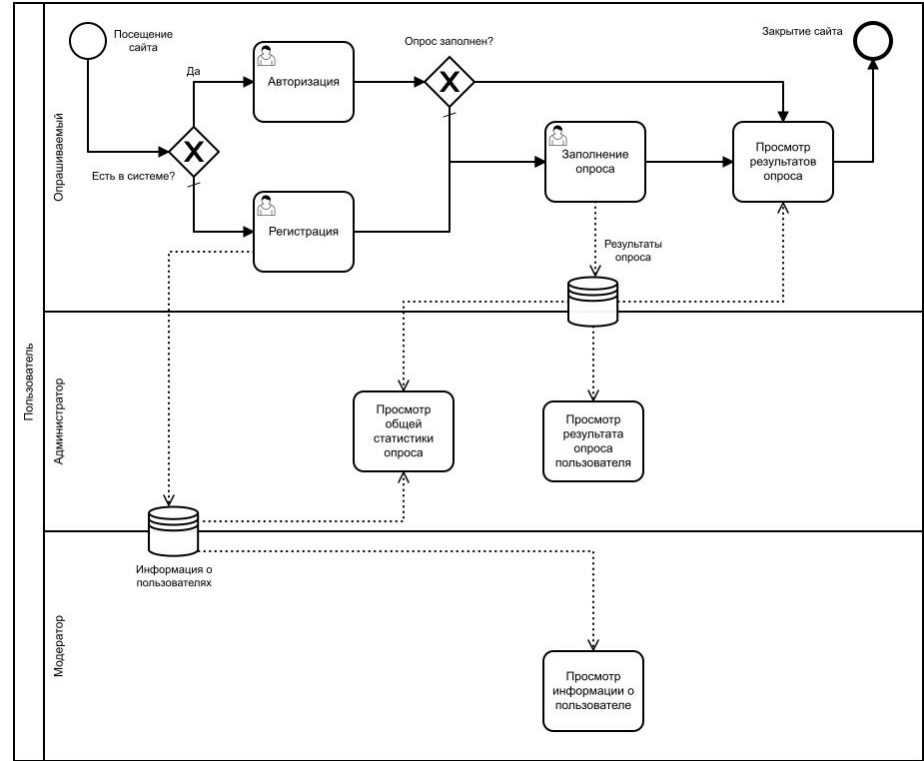 Пользователь
Опрашиваемый
Посещение
сайта
Да
Авторизация
Опрос заполнен?
Закрытие сайта
X
X
Есть в системе?
Заполнение
опроса
Просмотр
результатов
опроса
Регистрация
Результаты
опроса
Администратор
Просмотр
общей
статистики
опроса
Просмотр
результата
опроса
пользователя
Информация о
пользователях
Модератор
Просмотр
информации о
пользователе